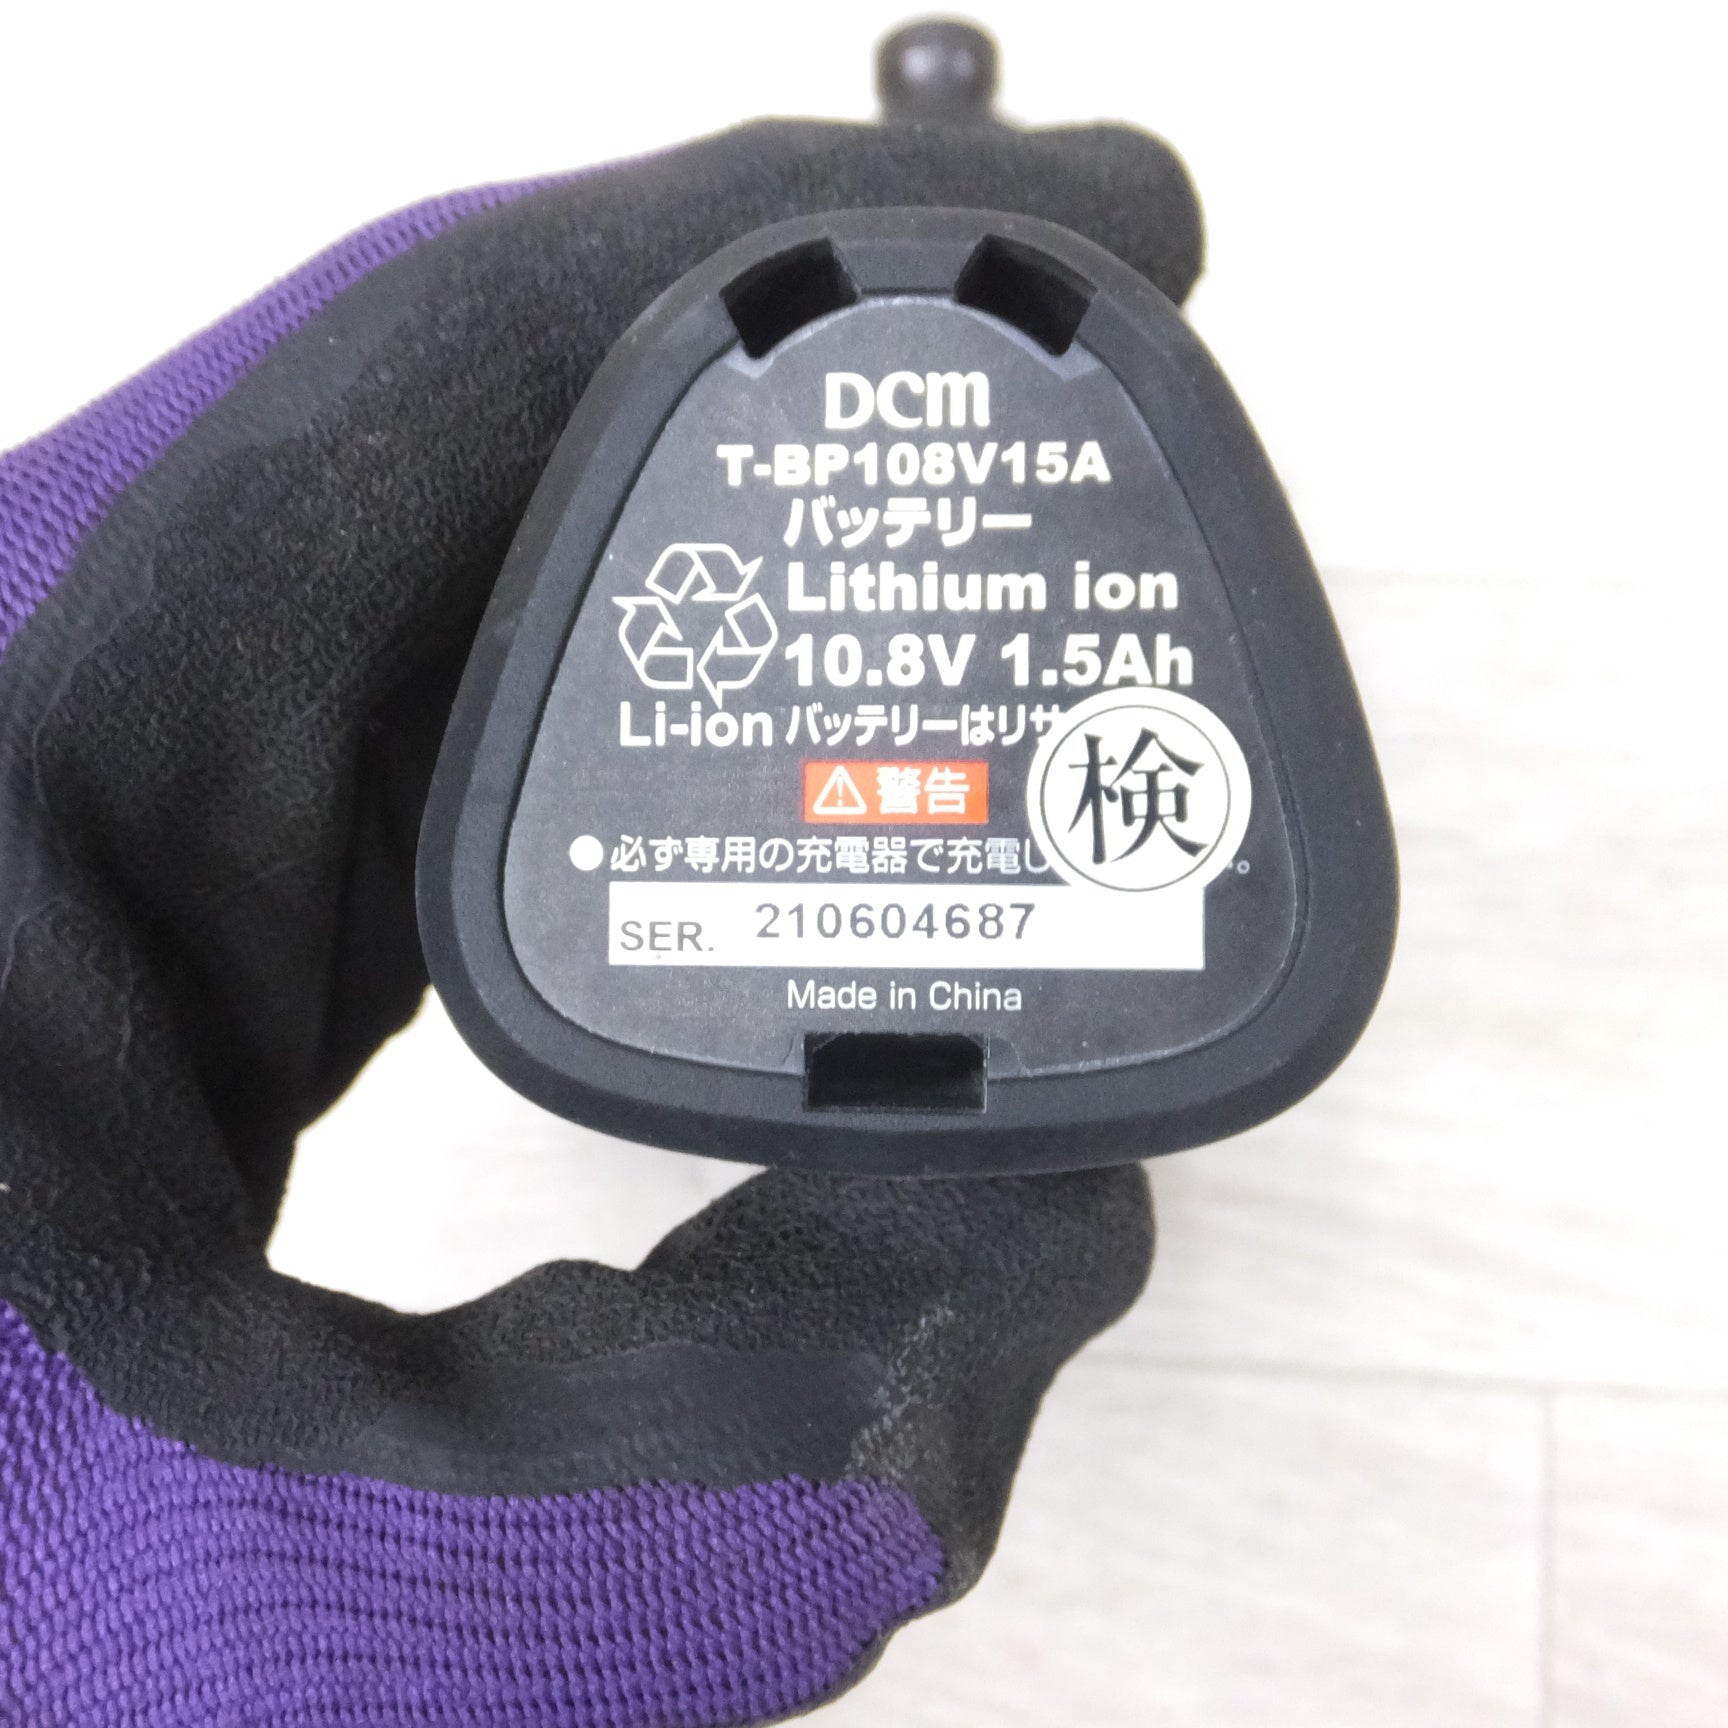 DCM
T-BP108V15A
バッテリー
Lithium ion
10.8V 1.5Ah
Li-ion バッテリーはリサ
警告
検
●必ず専用の充電器で充電し
SER. 210604687
Made in China